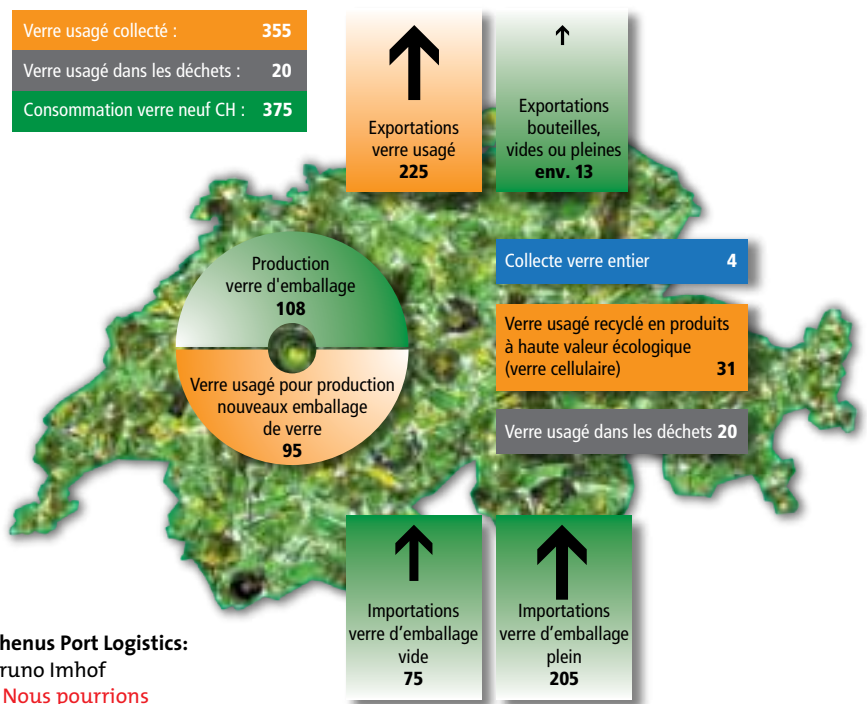 Verre usagé collecté : 355
Verre usagé dans les déchets : 20
Consommation verre neuf CH : 375
Exportations
verre usagé
225
Exportations
bouteilles,
vides ou pleines
env. 13
Production
verre d'emballage
108
Verre usagé pour production
nouveaux emballage
de verre
95
Collecte verre entier 4
Verre usagé recyclé en produits
à haute valeur écologique
(verre cellulaire) 31
Verre usagé dans les déchets 20
Importations
verre d’emballage
vide
75
Importations
verre d’emballage
plein
205
henus Port Logistics:
runo Imhof
Nous pourrions